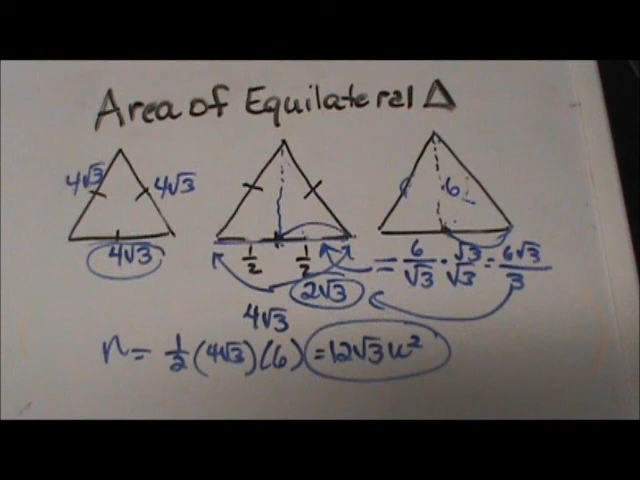 Area of Equilateral Δ
4√3 4√3 6
4√3 1/2 1/2 = 6/√3 · √3/√3 = 6√3/3
2√3
4√3
= 1/2 (4√3)(6) = 12√3 u²